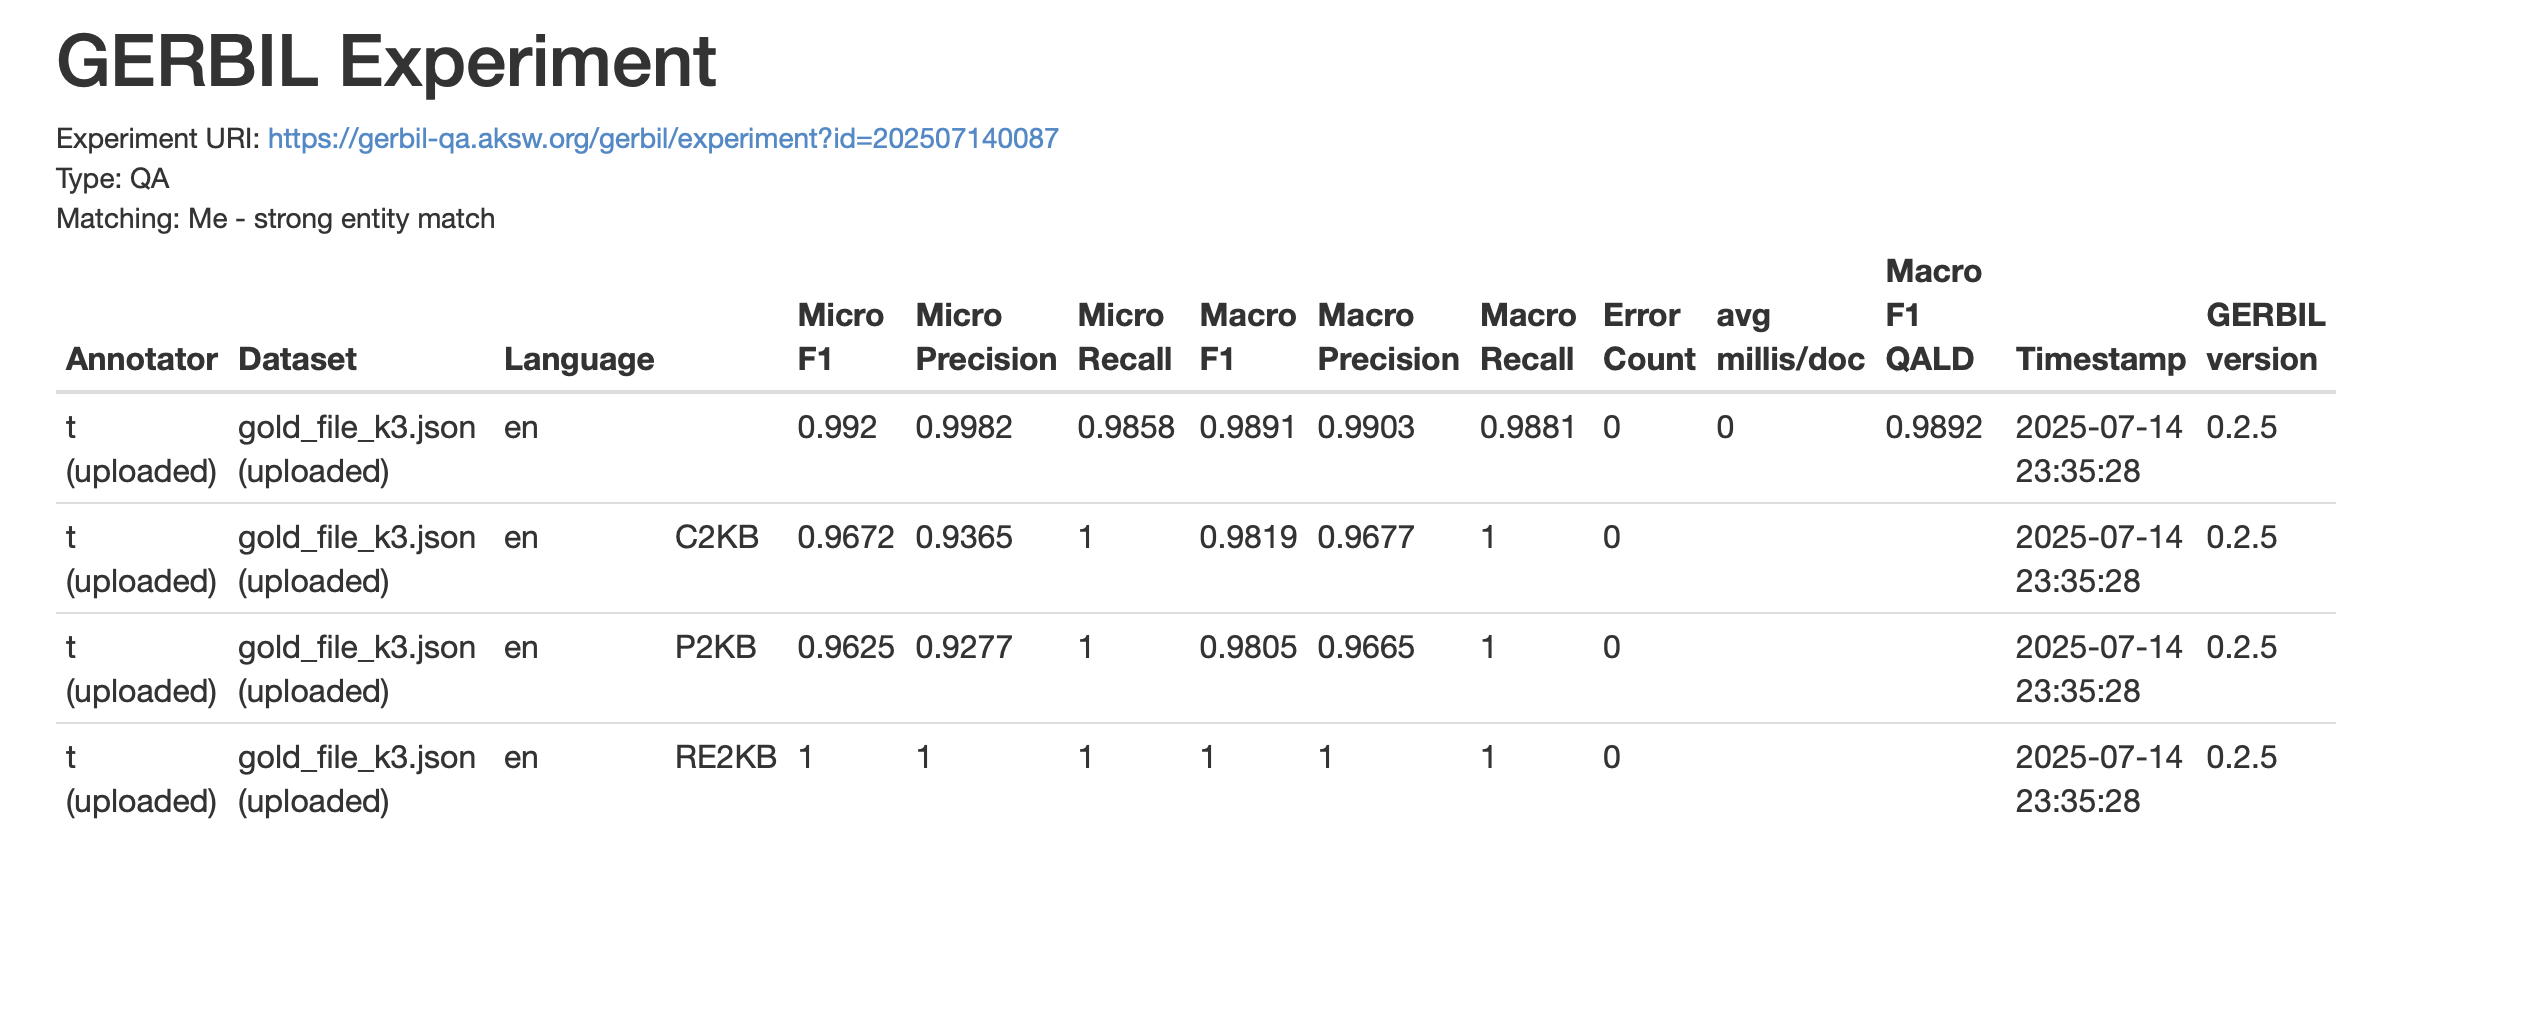 GERBIL Experiment
Experiment URI: https://gerbil-qa.aksw.org/gerbil/experiment?id=202507140087
Type: QA
Matching: Me - strong entity match
Annotator Dataset Language Micro F1 Micro Precision Micro Recall Macro F1 Macro Precision Macro Recall Error Count avg millis/doc Macro F1 QALD Timestamp GERBIL version
t gold_file_k3.json en 0.992 0.9982 0.9858 0.9891 0.9903 0.9881 0 0 0.9892 2025-07-14 0.2.5
(uploaded) (uploaded) 23:35:28
t gold_file_k3.json en C2KB 0.9672 0.9365 1 0.9819 0.9677 1 0 2025-07-14 0.2.5
(uploaded) (uploaded) 23:35:28
t gold_file_k3.json en P2KB 0.9625 0.9277 1 0.9805 0.9665 1 0 2025-07-14 0.2.5
(uploaded) (uploaded) 23:35:28
t gold_file_k3.json en RE2KB 1 1 1 1 1 1 0 2025-07-14 0.2.5
(uploaded) (uploaded) 23:35:28